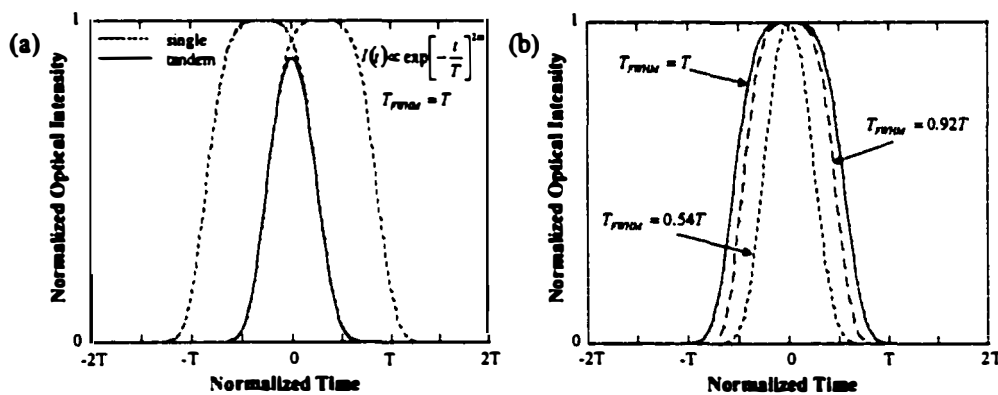 (a)
1
single
tandem
I(t)∝exp[-t/T]^2m
T_FWHM = T
Normalized Optical Intensity
0
-2T -T 0 T 2T
Normalized Time
(b)
1
T_FWHM = T
T_FWHM = 0.92T
T_FWHM = 0.54T
Normalized Optical Intensity
0
-2T -T 0 T 2T
Normalized Time